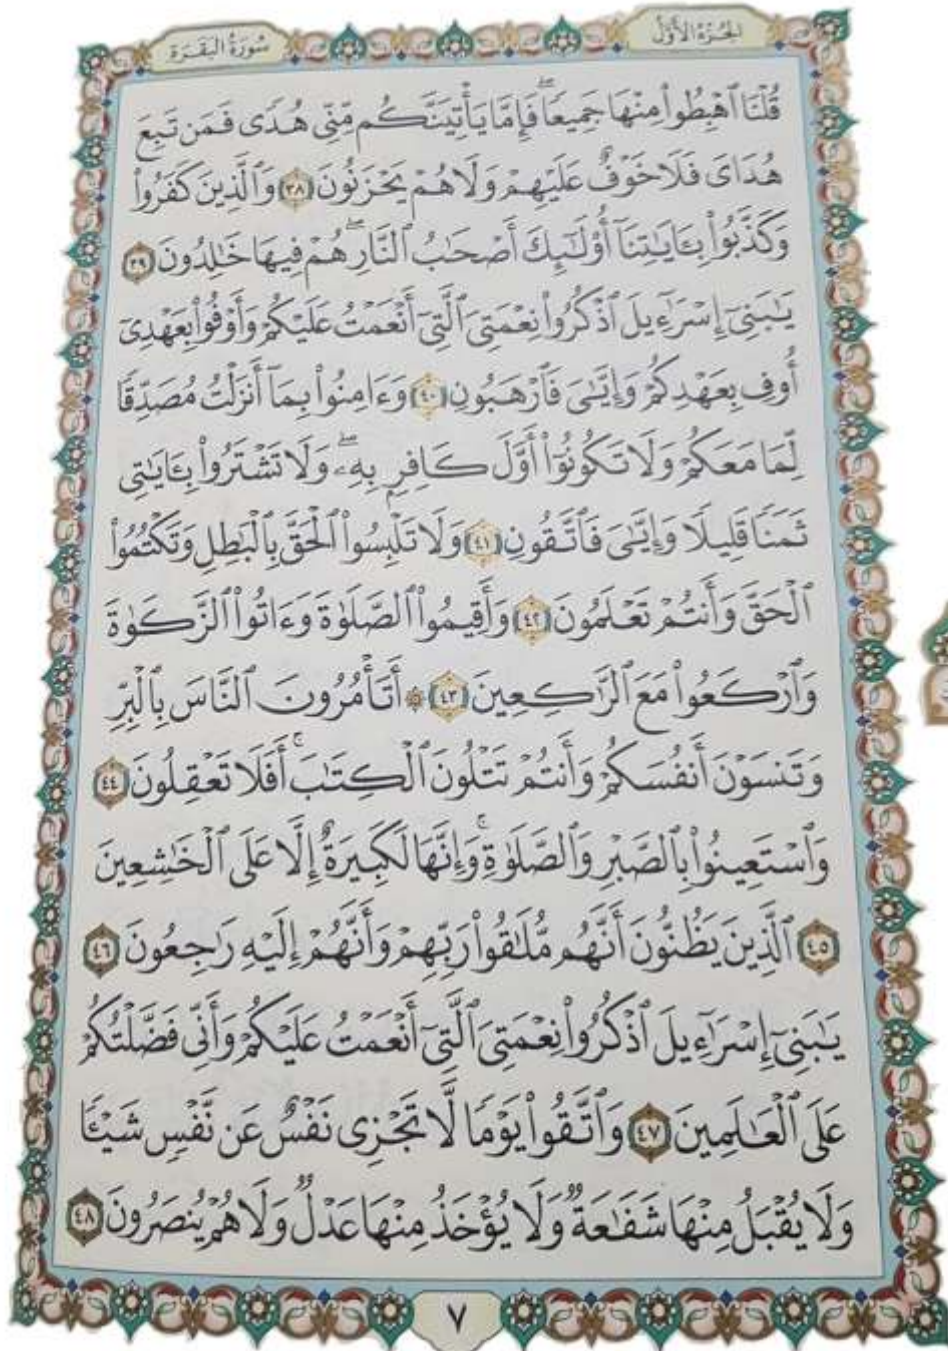 الجُزْءُ الأَوَّلُ
سُورَةُ البَقَرَةِ
قُلْنَا ٱهْبِطُوا۟ مِنْهَا جَمِيعًا ۖ فَإِمَّا يَأْتِيَنَّكُم مِّنِّى هُدًى فَمَن تَبِعَ
هُدَاىَ فَلَا خَوْفٌ عَلَيْهِمْ وَلَا هُمْ يَحْزَنُونَ ٣٨ وَٱلَّذِينَ كَفَرُوا۟
وَكَذَّبُوا۟ بِـَٔايَـٰتِنَآ أُو۟لَـٰٓئِكَ أَصْحَـٰبُ ٱلنَّارِ ۖ هُمْ فِيهَا خَـٰلِدُونَ ٣٩
يَـٰبَنِىٓ إِسْرَـٰٓءِيلَ ٱذْكُرُوا۟ نِعْمَتِىَ ٱلَّتِىٓ أَنْعَمْتُ عَلَيْكُمْ وَأَوْفُوا۟ بِعَهْدِىٓ
أُوفِ بِعَهْدِكُمْ وَإِيَّـٰىَ فَٱرْهَبُونِ ٤٠ وَءَامِنُوا۟ بِمَآ أَنزَلْتُ مُصَدِّقًا
لِّمَا مَعَكُمْ وَلَا تَكُونُوٓا۟ أَوَّلَ كَافِرٍۭ بِهِۦ ۖ وَلَا تَشْتَرُوا۟ بِـَٔايَـٰتِى
ثَمَنًا قَلِيلًا وَإِيَّـٰىَ فَٱتَّقُونِ ٤١ وَلَا تَلْبِسُوا۟ ٱلْحَقَّ بِٱلْبَـٰطِلِ وَتَكْتُمُوا۟
ٱلْحَقَّ وَأَنتُمْ تَعْلَمُونَ ٤٢ وَأَقِيمُوا۟ ٱلصَّلَوٰةَ وَءَاتُوا۟ ٱلزَّكَوٰةَ
وَٱرْكَعُوا۟ مَعَ ٱلرَّٰكِعِينَ ٤٣ ۞ أَتَأْمُرُونَ ٱلنَّاسَ بِٱلْبِرِّ
وَتَنسَوْنَ أَنفُسَكُمْ وَأَنتُمْ تَتْلُونَ ٱلْكِتَـٰبَ ۚ أَفَلَا تَعْقِلُونَ ٤٤
وَٱسْتَعِينُوا۟ بِٱلصَّبْرِ وَٱلصَّلَوٰةِ ۚ وَإِنَّهَا لَكَبِيرَةٌ إِلَّا عَلَى ٱلْخَـٰشِعِينَ
٤٥ ٱلَّذِينَ يَظُنُّونَ أَنَّهُم مُّلَـٰقُوا۟ رَبِّهِمْ وَأَنَّهُمْ إِلَيْهِ رَٰجِعُونَ ٤٦
يَـٰبَنِىٓ إِسْرَـٰٓءِيلَ ٱذْكُرُوا۟ نِعْمَتِىَ ٱلَّتِىٓ أَنْعَمْتُ عَلَيْكُمْ وَأَنِّى فَضَّلْتُكُمْ
عَلَى ٱلْعَـٰلَمِينَ ٤٧ وَٱتَّقُوا۟ يَوْمًا لَّا تَجْزِى نَفْسٌ عَن نَّفْسٍ شَيْـًٔا
وَلَا يُقْبَلُ مِنْهَا شَفَـٰعَةٌ وَلَا يُؤْخَذُ مِنْهَا عَدْلٌ وَلَا هُمْ يُنصَرُونَ ٤٨
٧